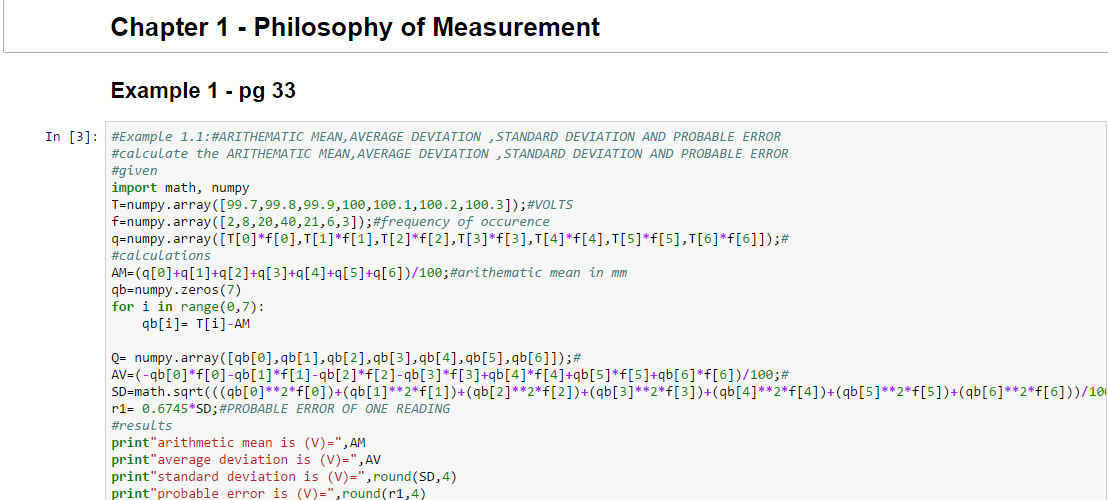 Chapter 1 - Philosophy of Measurement
Example 1 - pg 33
In [3]: #Example 1.1:#ARITHEMATIC MEAN,AVERAGE DEVIATION ,STANDARD DEVIATION AND PROBABLE ERROR
#calculate the ARITHEMATIC MEAN,AVERAGE DEVIATION ,STANDARD DEVIATION AND PROBABLE ERROR
#given
import math, numpy
T=numpy.array([99.7,99.8,99.9,100,100.1,100.2,100.3]);#VOLTS
f=numpy.array([2,8,20,40,21,6,3]);#frequency of occurence
q=numpy.array([T[0]*f[0],T[1]*f[1],T[2]*f[2],T[3]*f[3],T[4]*f[4],T[5]*f[5],T[6]*f[6]]);#
#calculations
AM=(q[0]+q[1]+q[2]+q[3]+q[4]+q[5]+q[6])/100;#arithematic mean in mm
qb=numpy.zeros(7)
for i in range(0,7):
    qb[i]= T[i]-AM
Q= numpy.array([qb[0],qb[1],qb[2],qb[3],qb[4],qb[5],qb[6]]);#
AV=(-qb[0]*f[0]-qb[1]*f[1]-qb[2]*f[2]-qb[3]*f[3]+qb[4]*f[4]+qb[5]*f[5]+qb[6]*f[6])/100;#
SD=math.sqrt(((qb[0]**2*f[0])+(qb[1]**2*f[1])+(qb[2]**2*f[2])+(qb[3]**2*f[3])+(qb[4]**2*f[4])+(qb[5]**2*f[5])+(qb[6]**2*f[6]))/10
r1= 0.6745*SD;#PROBABLE ERROR OF ONE READING
#results
print"arithmetic mean is (V)=",AM
print"average deviation is (V)=",AV
print"standard deviation is (V)=",round(SD,4)
print"probable error is (V)=",round(r1,4)